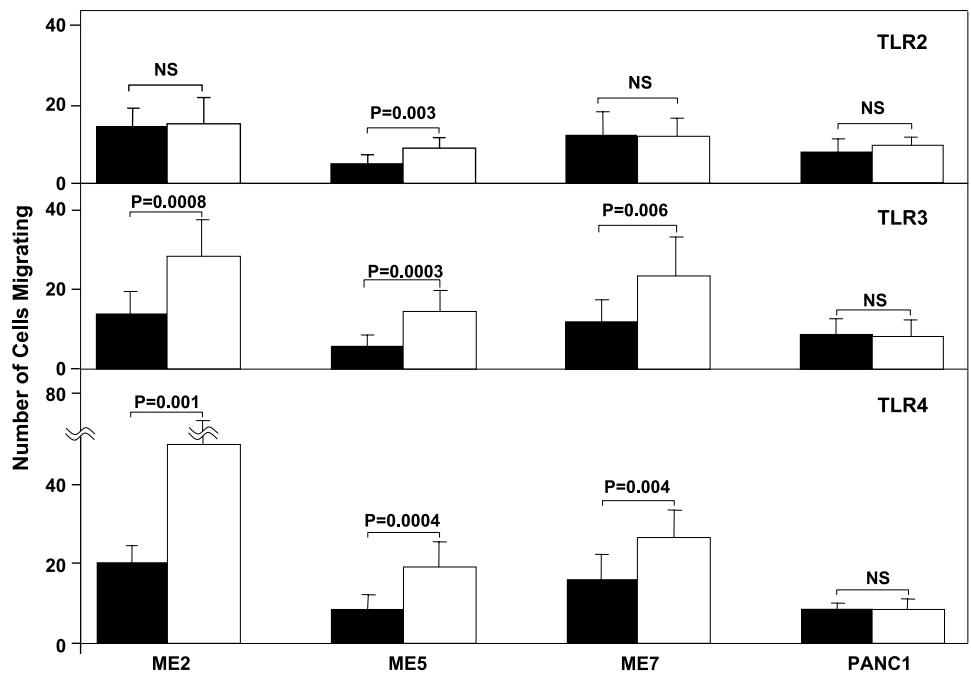 40
TLR2
NS
NS
NS
20
P=0.003
0
40
P=0.0008
TLR3
P=0.006
P=0.0003
20
NS
0
Number of Cells Migrating
80
P=0.001
TLR4
40
P=0.004
P=0.0004
20
NS
0
ME2 ME5 ME7 PANC1